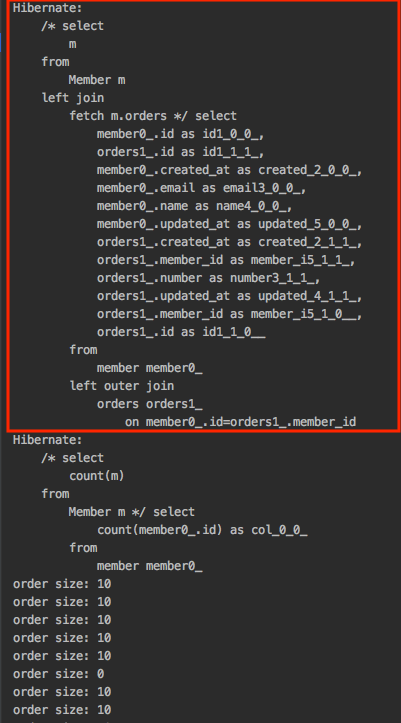 Hibernate:
/* select
m
from
Member m
left join
fetch m.orders */ select
member0_.id as id1_0_0_,
orders1_.id as id1_1_1_,
member0_.created_at as created_2_0_0_,
member0_.email as email3_0_0_,
member0_.name as name4_0_0_,
member0_.updated_at as updated_5_0_0_,
orders1_.created_at as created_2_1_1_,
orders1_.member_id as member_i5_1_1_,
orders1_.number as number3_1_1_,
orders1_.updated_at as updated_4_1_1_,
orders1_.member_id as member_i5_1_0__,
orders1_.id as id1_1_0__
from
member member0_
left outer join
orders orders1_
on member0_.id=orders1_.member_id
Hibernate:
/* select
count(m)
from
Member m */ select
count(member0_.id) as col_0_0_
from
member member0_
order size: 10
order size: 10
order size: 10
order size: 10
order size: 10
order size: 0
order size: 10
order size: 10